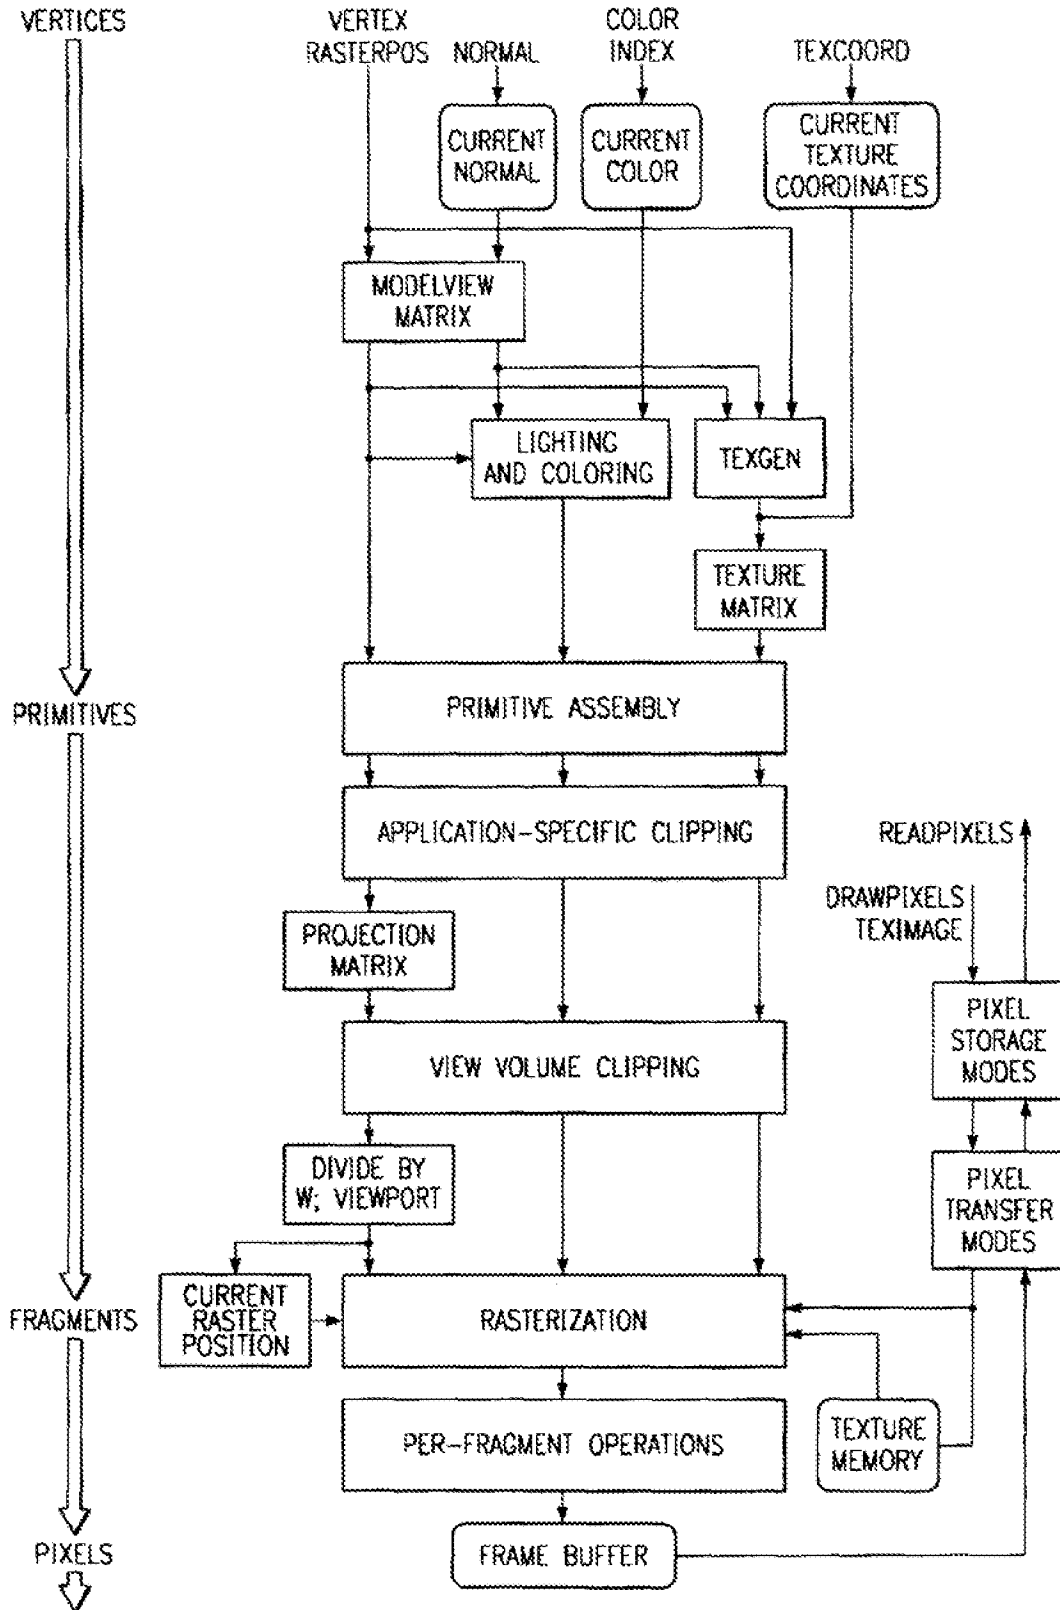 VERTICES
VERTEX
RASTERPOS
NORMAL
COLOR
INDEX
TEXCOORD
CURRENT
NORMAL
CURRENT
COLOR
CURRENT
TEXTURE
COORDINATES
MODELVIEW
MATRIX
LIGHTING
AND COLORING
TEXGEN
TEXTURE
MATRIX
PRIMITIVES
PRIMITIVE ASSEMBLY
APPLICATION-SPECIFIC CLIPPING
READPIXELS
DRAWPIXELS
TEXIMAGE
PROJECTION
MATRIX
PIXEL
STORAGE
MODES
VIEW VOLUME CLIPPING
DIVIDE BY
W; VIEWPORT
PIXEL
TRANSFER
MODES
FRAGMENTS
CURRENT
RASTER
POSITION
RASTERIZATION
PER-FRAGMENT OPERATIONS
TEXTURE
MEMORY
PIXELS
FRAME BUFFER